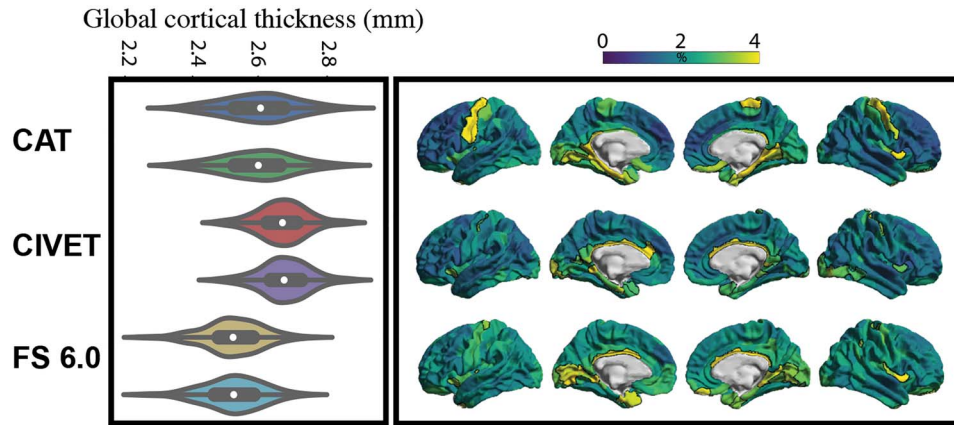 Global cortical thickness (mm)
2.2 2.4 2.6 2.8
0 2 4
%
CAT
CIVET
FS 6.0